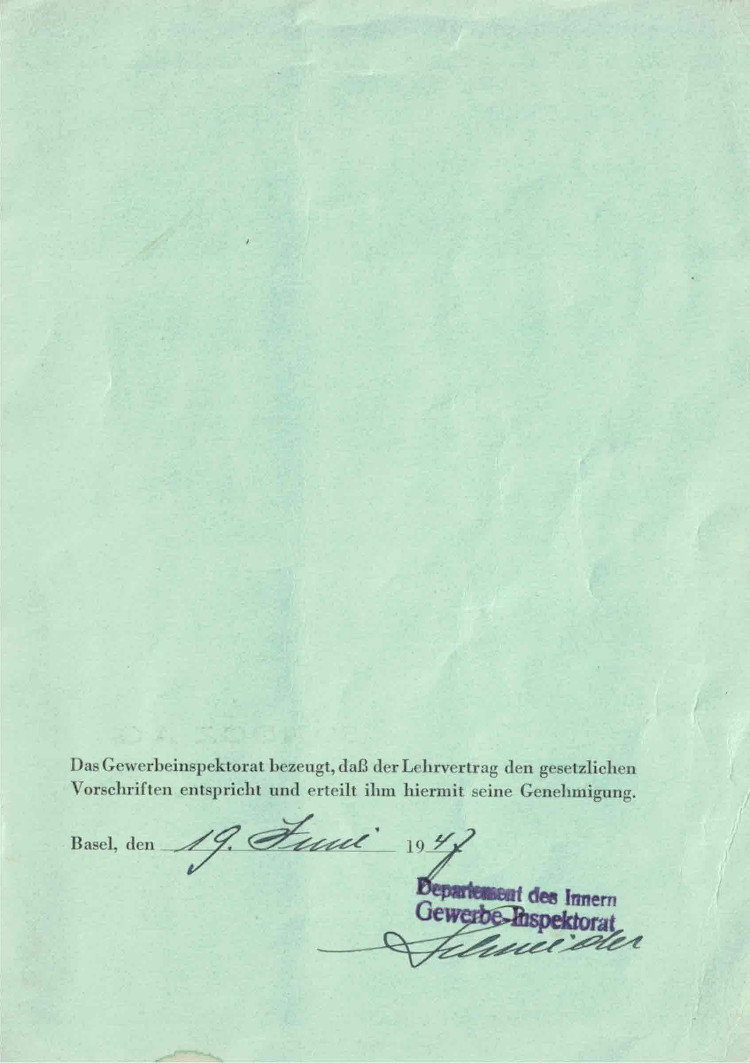 Das Gewerbeinspektorat bezeugt, daß der Lehrvertrag den gesetzlichen
Vorschriften entspricht und erteilt ihm hiermit seine Genehmigung.
Basel, den 19. Juni 1947
Departement des Innern
Gewerbe-Inspektorat
Schneider